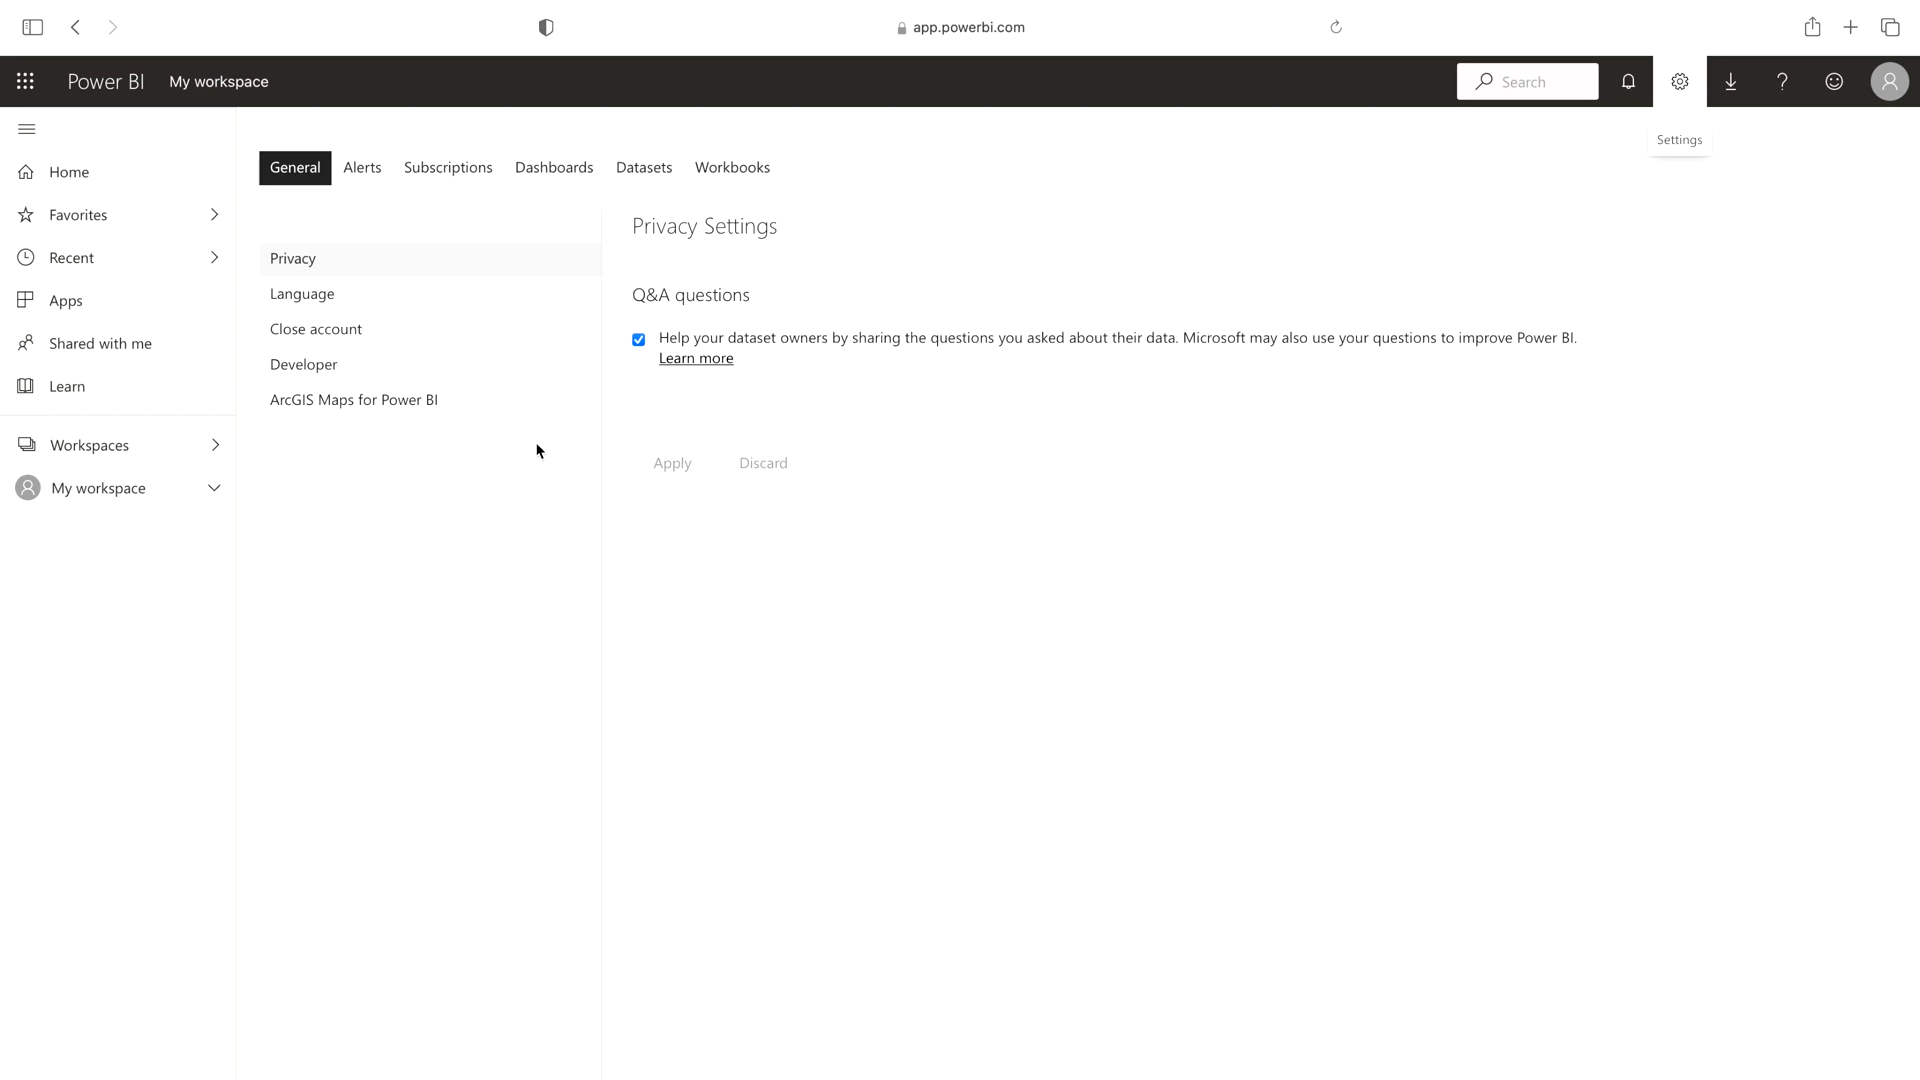 app.powerbi.com
Power BI My workspace Search
Settings
Home
Favorites
Recent
Apps
Shared with me
Learn
Workspaces
My workspace
General Alerts Subscriptions Dashboards Datasets Workbooks
Privacy
Language
Close account
Developer
ArcGIS Maps for Power BI
Privacy Settings
Q&A questions
Help your dataset owners by sharing the questions you asked about their data. Microsoft may also use your questions to improve Power BI.
Learn more
Apply Discard